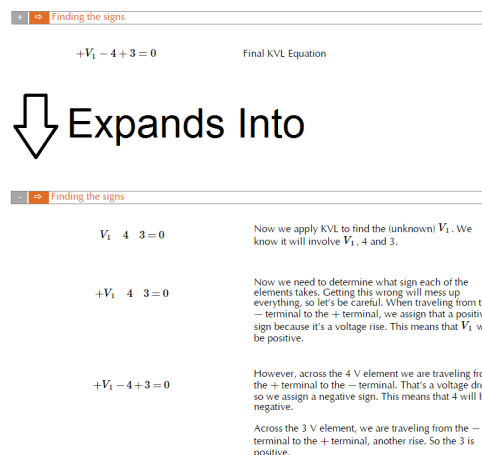 + ⇨ Finding the signs
+V₁ − 4 + 3 = 0 Final KVL Equation
Expands Into
- ⇨ Finding the signs
V₁ 4 3 = 0
Now we apply KVL to find the (unknown) V₁. We
know it will involve V₁, 4 and 3.
+V₁ 4 3 = 0
Now we need to determine what sign each of the
elements takes. Getting this wrong will mess up
everything, so let's be careful. When traveling from
− terminal to the + terminal, we assign that a
sign because it's a voltage rise. This means that V₁
be positive.
+V₁ − 4 + 3 = 0
However, across the 4 V element we are traveling
the + terminal to the − terminal. That's a voltage
so we assign a negative sign. This means that 4 will
negative.
Across the 3 V element, we are traveling from the −
terminal to the + terminal, another rise. So the 3 is
positive.